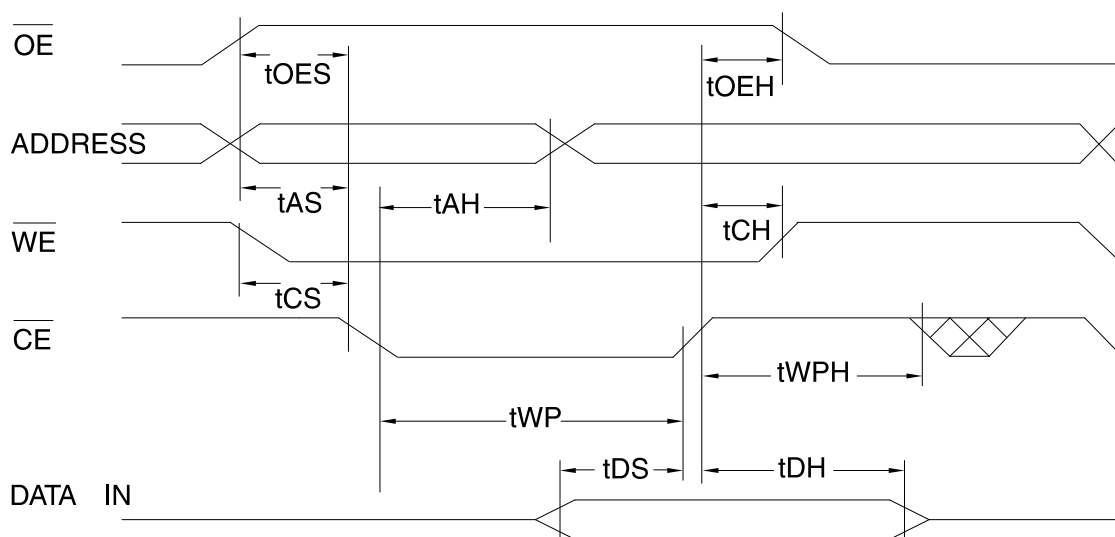 OE
tOES
tOEH
ADDRESS
tAS
tAH
WE
tCH
tCS
CE
tWPH
tWP
tDS
tDH
DATA IN